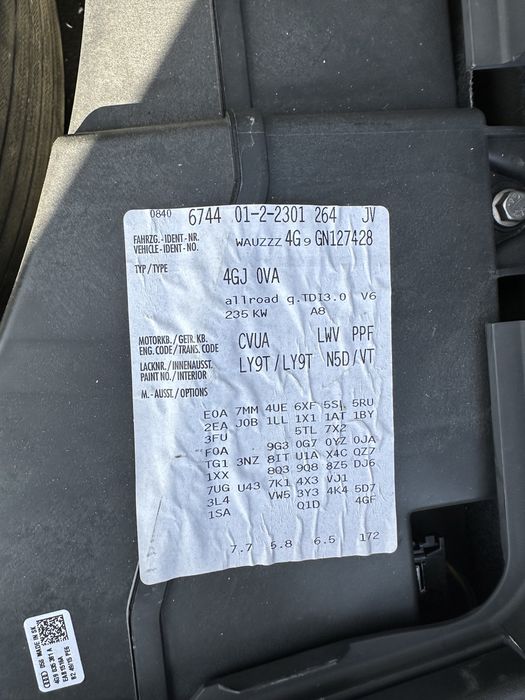 0840 6744 01-2-2301 264 JV
FAHRZG.-IDENT-NR.
VEHICLE-IDENT-NO.
WAUZZZ 4G9 GN127428
TYP/TYPE
4GJ 0VA
allroad q.TDI3.0 V6
235 KW A8
MOTORKB./ GETR. KB.
ENG. CODE/TRANS. CODE
CVUA LWV PPF
LACKNR./INNENAUSST.
PAINT NO./INTERIOR
LY9T/LY9T N5D/VT
M.-AUSST./OPTIONS
E0A 7MM 4UE 6XF 5SL 5RU
2EA J0B 1LL 1X1 1AT 1BY
3FU 5TL 7X2
F0A 9G3 0G7 0YZ 0JA
TG1 3NZ 8IT U1A X4C QZ7
1XX 8Q3 9Q8 8Z5 DJ6
7UG U43 7K1 4X3 VJ1
3L4 VW5 3Y3 4K4 5D7
1SA Q1D 4GF
7.7 5.8 6.5 172
MADE IN SK